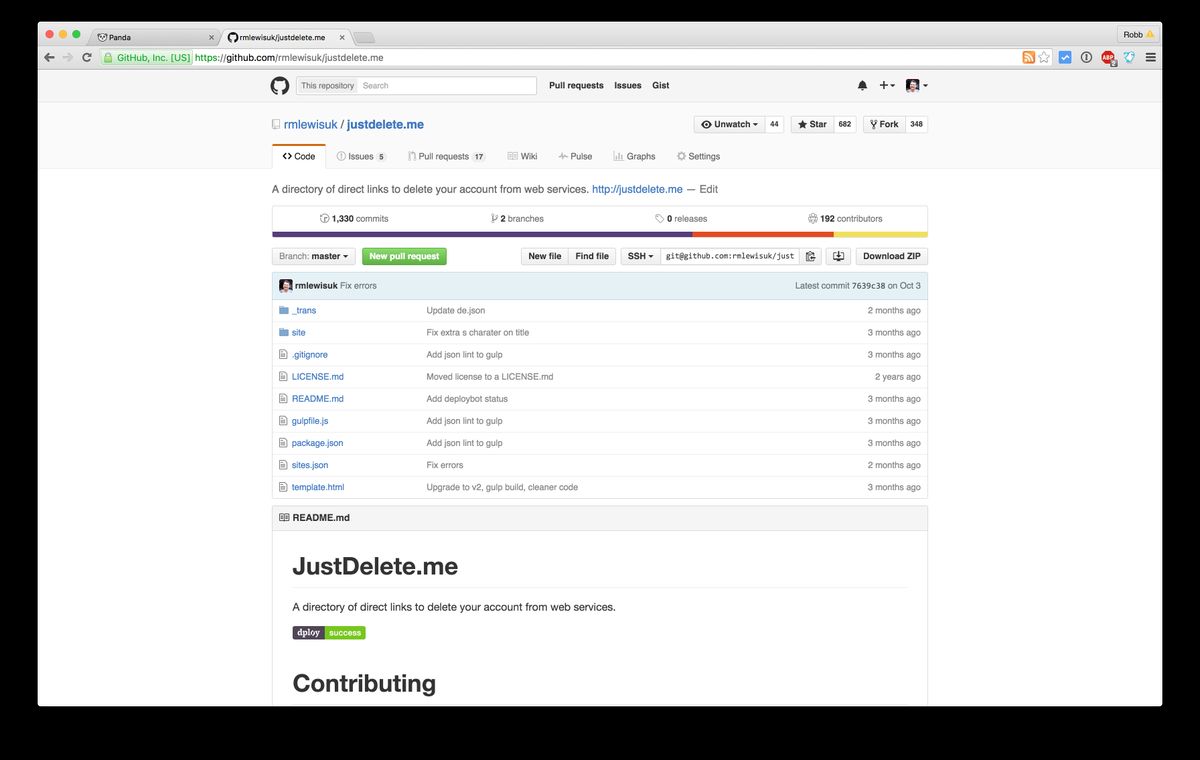 Panda
rmlewisuk/justdelete.me
Robb
GitHub, Inc. [US] https://github.com/rmlewisuk/justdelete.me
ABP 2
This repository Search Pull requests Issues Gist
rmlewisuk / justdelete.me Unwatch 44 Star 682 Fork 348
Code Issues 5 Pull requests 17 Wiki Pulse Graphs Settings
A directory of direct links to delete your account from web services. http://justdelete.me — Edit
1,330 commits 2 branches 0 releases 192 contributors
Branch: master New pull request New file Find file SSH git@github.com:rmlewisuk/just Download ZIP
rmlewisuk Fix errors Latest commit 7639c38 on Oct 3
_trans Update de.json 2 months ago
site Fix extra s charater on title 3 months ago
.gitignore Add json lint to gulp 3 months ago
LICENSE.md Moved license to a LICENSE.md 2 years ago
README.md Add deploybot status 3 months ago
gulpfile.js Add json lint to gulp 3 months ago
package.json Add json lint to gulp 3 months ago
sites.json Fix errors 2 months ago
template.html Upgrade to v2, gulp build, cleaner code 3 months ago
README.md
JustDelete.me
A directory of direct links to delete your account from web services.
dploy success
Contributing